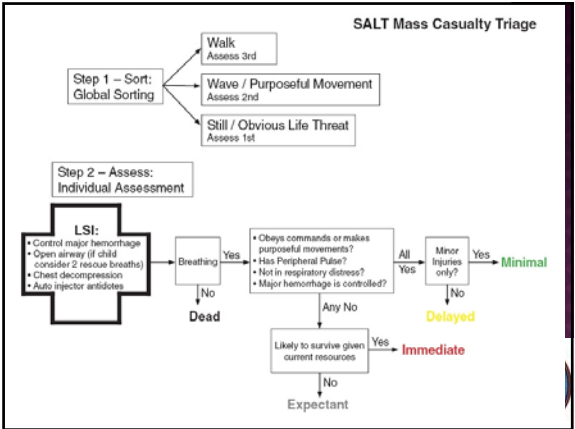 SALT Mass Casualty Triage
Walk
Assess 3rd
Step 1 – Sort:
Global Sorting
Wave / Purposeful Movement
Assess 2nd
Still / Obvious Life Threat
Assess 1st
Step 2 – Assess:
Individual Assessment
LSI:
• Control major hemorrhage
• Open airway (if child
consider 2 rescue breaths)
• Chest decompression
• Auto injector antidotes
Breathing
Yes
No
Dead
• Obeys commands or makes
purposeful movements?
• Has Peripheral Pulse?
• Not in respiratory distress?
• Major hemorrhage is controlled?
All
Yes
Minor
Injuries
only?
Yes
Minimal
No
Delayed
Any No
Likely to survive given
current resources
Yes
Immediate
No
Expectant